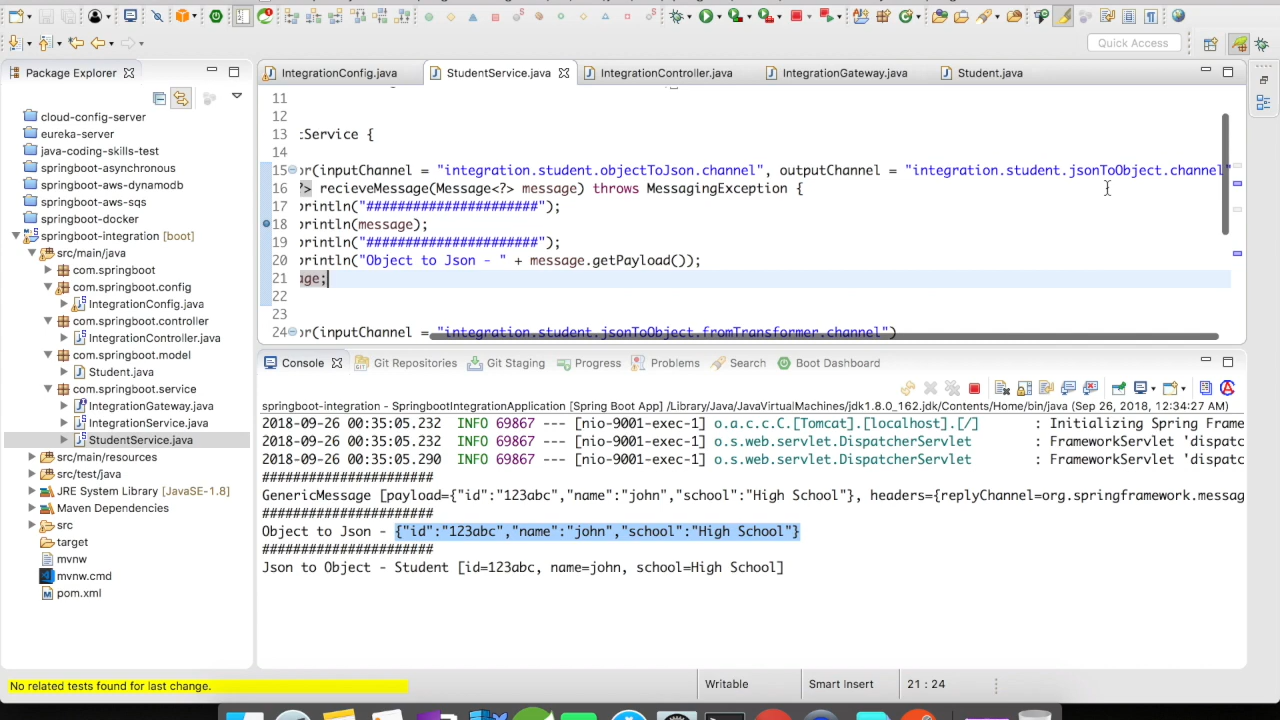 Quick Access
Package Explorer
cloud-config-server
eureka-server
java-coding-skills-test
springboot-asynchronous
springboot-aws-dynamodb
springboot-aws-sqs
springboot-docker
springboot-integration [boot]
src/main/java
com.springboot
com.springboot.config
IntegrationConfig.java
com.springboot.controller
IntegrationController.java
com.springboot.model
Student.java
com.springboot.service
IntegrationGateway.java
IntegrationService.java
StudentService.java
src/main/resources
src/test/java
JRE System Library [JavaSE-1.8]
Maven Dependencies
src
target
mvnw
mvnw.cmd
pom.xml
IntegrationConfig.java StudentService.java IntegrationController.java IntegrationGateway.java Student.java
11
12
13 :Service {
14
15 or(inputChannel = "integration.student.objectToJson.channel", outputChannel = "integration.student.jsonToObject.channel"
16 ?> recieveMessage(Message<?> message) throws MessagingException {
17 println("######################");
18 println(message);
19 println("######################");
20 println("Object to Json - " + message.getPayload());
21 age;
22
23
24 or(inputChannel = "integration.student.jsonToObject.fromTransformer.channel")
Console Git Repositories Git Staging Progress Problems Search Boot Dashboard
springboot-integration - SpringbootIntegrationApplication [Spring Boot App] /Library/Java/JavaVirtualMachines/jdk1.8.0_162.jdk/Contents/Home/bin/java (Sep 26, 2018, 12:34:27 AM)
2018-09-26 00:35:05.232 INFO 69867 --- [nio-9001-exec-1] o.a.c.c.C.[Tomcat].[localhost].[/] : Initializing Spring Frame
2018-09-26 00:35:05.232 INFO 69867 --- [nio-9001-exec-1] o.s.web.servlet.DispatcherServlet : FrameworkServlet 'dispatc
2018-09-26 00:35:05.290 INFO 69867 --- [nio-9001-exec-1] o.s.web.servlet.DispatcherServlet : FrameworkServlet 'dispatc
######################
GenericMessage [payload={"id":"123abc","name":"john","school":"High School"}, headers={replyChannel=org.springframework.messag
######################
Object to Json - {"id":"123abc","name":"john","school":"High School"}
######################
Json to Object - Student [id=123abc, name=john, school=High School]
No related tests found for last change.
Writable Smart Insert 21 : 24